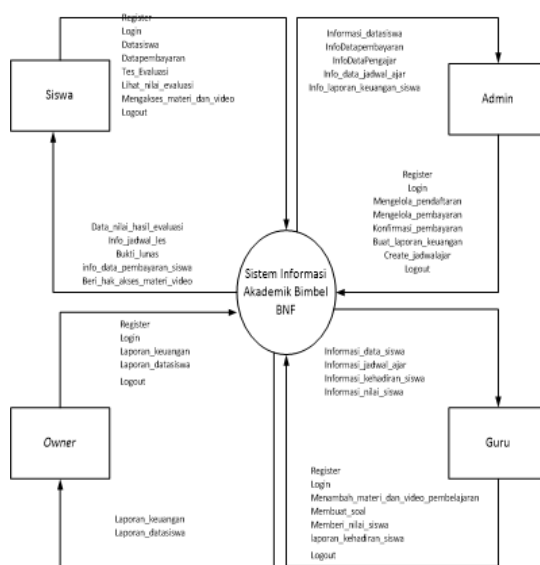 Register
Login
Datasiswa
Datapembayaran
Tes_Evaluasi
Lihat_nilai_evaluasi
Mengakses_materi_dan_video
Logout
Siswa
Informasi_datasiswa
InfoDatapembayaran
InfoDataPengajar
Info_data_jadwal_ajar
Info_laporan_keuangan_siswa
Admin
Data_nilai_hasil_evaluasi
Info_jadwal_les
Bukti_lunas
info_data_pembayaran_siswa
Beri_hak_akses_materi_video
Register
Login
Mengelola_pendaftaran
Mengelola_pembayaran
Konfirmasi_pembayaran
Buat_laporan_keuangan
Create_jadwalajar
Logout
Sistem Informasi
Akademik Bimbel
BNF
Register
Login
Laporan_keuangan
Laporan_datasiswa
Logout
Owner
Informasi_data_siswa
Informasi_jadwal_ajar
Informasi_kehadiran_siswa
Informasi_nilai_siswa
Guru
Laporan_keuangan
Laporan_datasiswa
Register
Login
Menambah_materi_dan_video_pembelajaran
Membuat_soal
Memberi_nilai_siswa
laporan_kehadiran_siswa
Logout